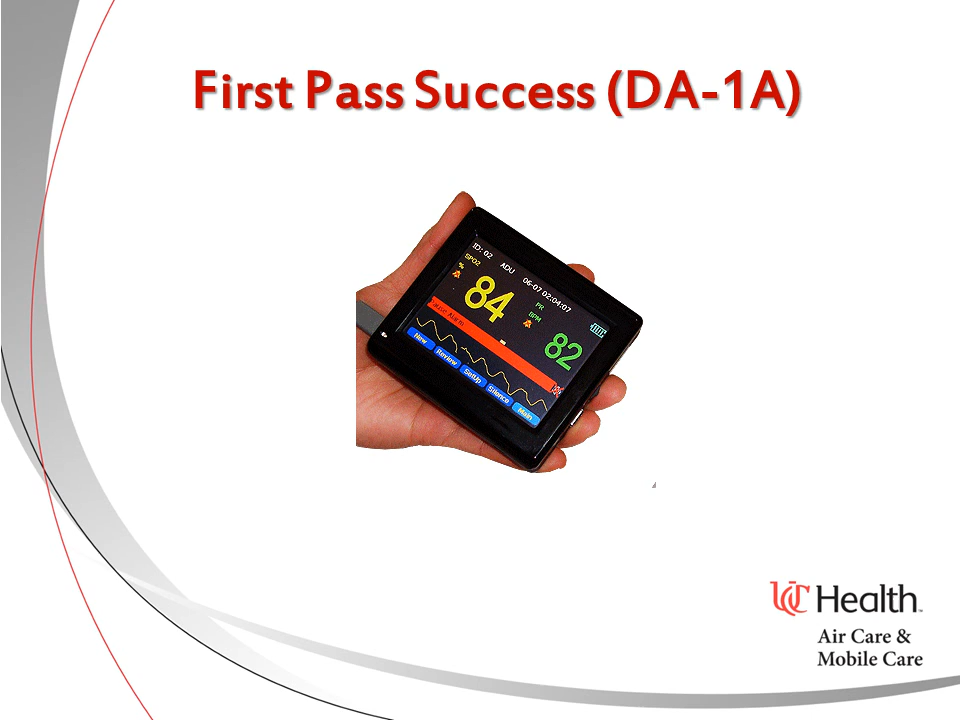 First Pass Success (DA-1A)
ID: 02 ADU 06-07 02:04:07
SPO2
%
84
PR
BPM
82
New Review SetUp Silence Main
UC Health
Air Care &
Mobile Care